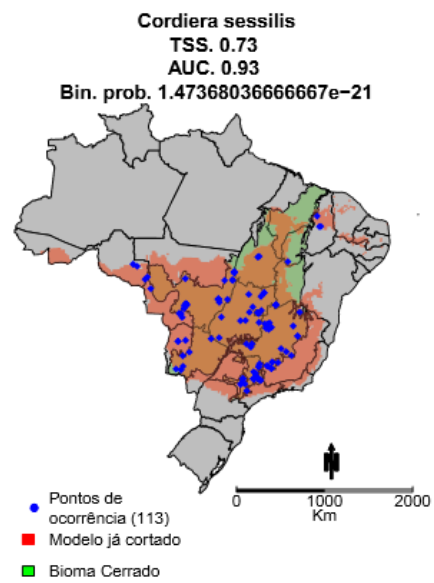 Cordiera sessilis
TSS. 0.73
AUC. 0.93
Bin. prob. 1.47368036666667e−21
N
0 1000 2000
Km
Pontos de
ocorrência (113)
Modelo já cortado
Bioma Cerrado